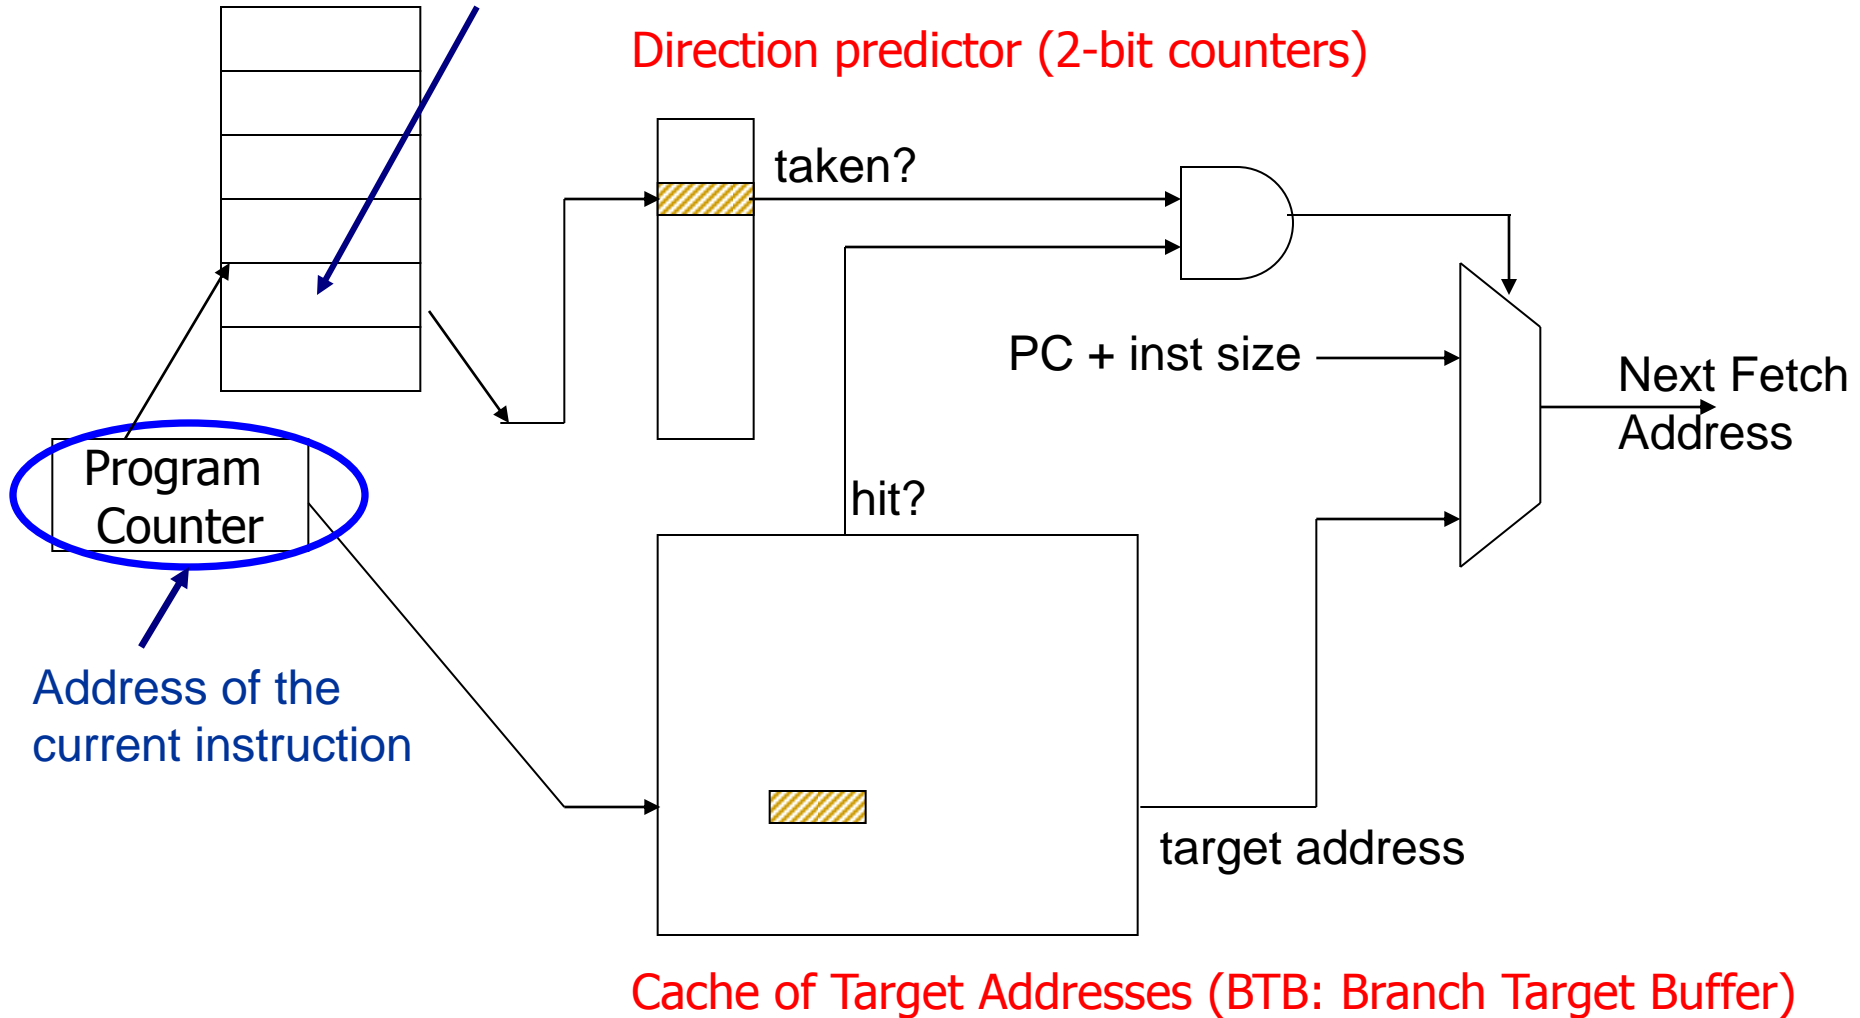 Direction predictor (2-bit counters)
taken?
PC + inst size
Next Fetch
Address
Program
Counter
hit?
Address of the
current instruction
target address
Cache of Target Addresses (BTB: Branch Target Buffer)